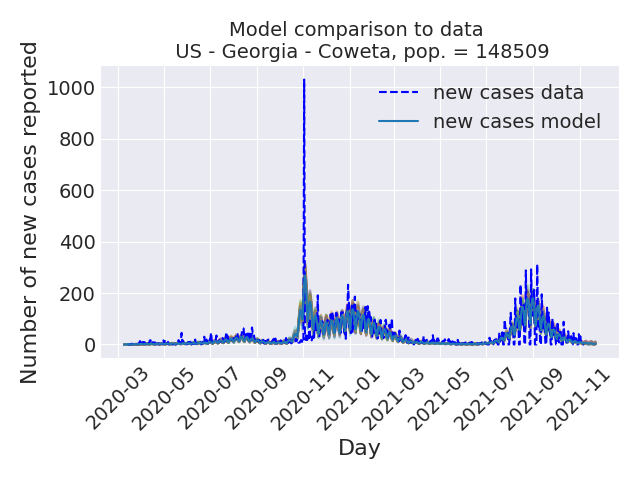 Model comparison to data
US - Georgia - Coweta, pop. = 148509
Number of new cases reported
1000
800
600
400
200
0
new cases data
new cases model
2020-03
2020-05
2020-07
2020-09
2020-11
2021-01
2021-03
2021-05
2021-07
2021-09
2021-11
Day